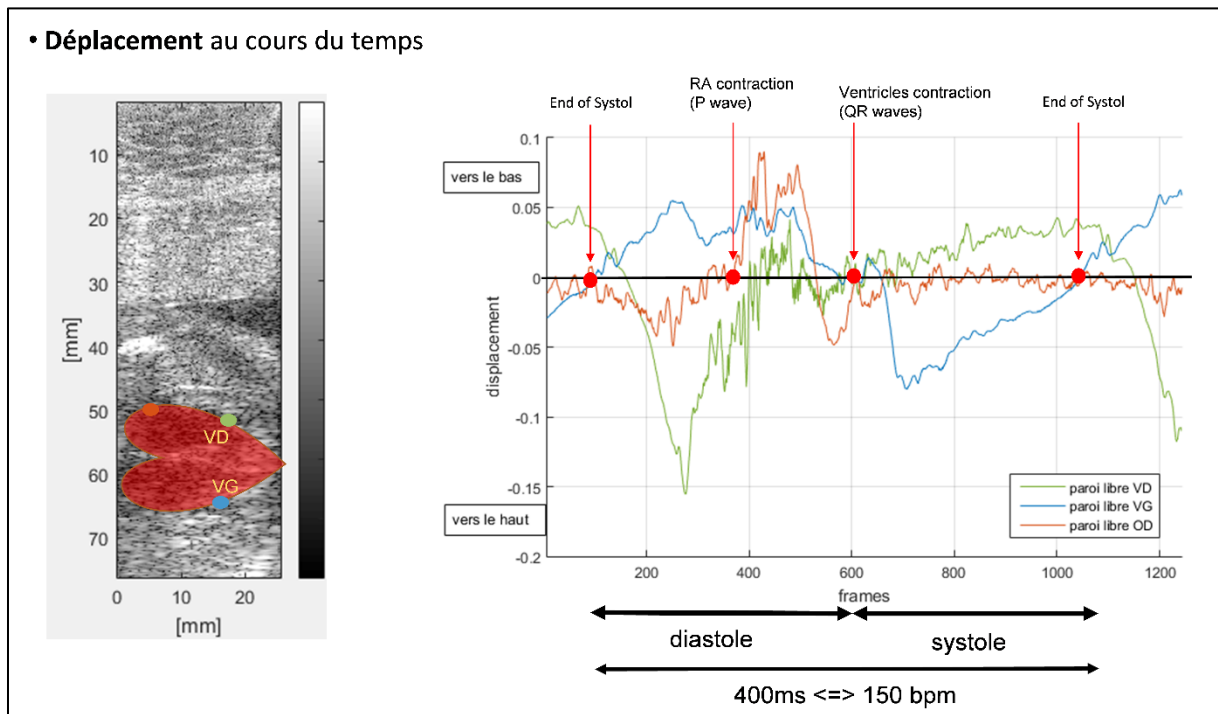 • Déplacement au cours du temps
10
20
30
40
50
60
70
[mm]
0
10
20
[mm]
VD
VG
End of Systol
RA contraction
(P wave)
Ventricles contraction
(QR waves)
End of Systol
0.1
0.05
0
-0.05
-0.1
-0.15
-0.2
displacement
vers le bas
vers le haut
paroi libre VD
paroi libre VG
paroi libre OD
200
400
600
800
1000
1200
frames
diastole
systole
400ms <=> 150 bpm